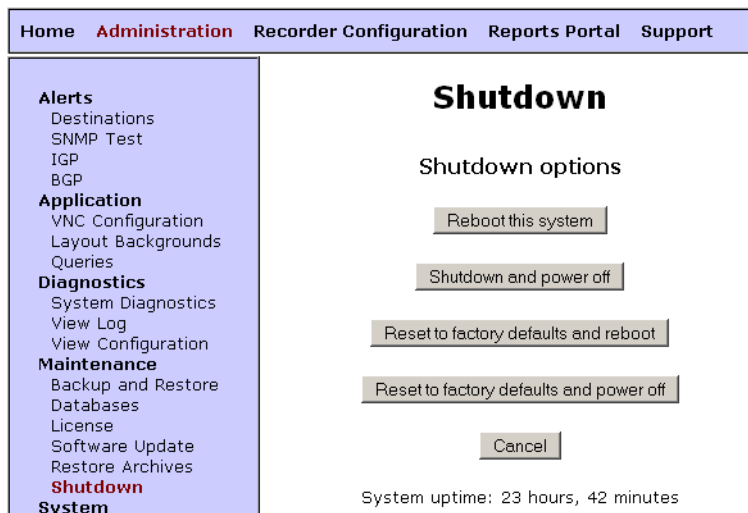 Home Administration Recorder Configuration Reports Portal Support
Alerts
Destinations
SNMP Test
IGP
BGP
Application
VNC Configuration
Layout Backgrounds
Queries
Diagnostics
System Diagnostics
View Log
View Configuration
Maintenance
Backup and Restore
Databases
License
Software Update
Restore Archives
Shutdown
System
Shutdown
Shutdown options
Reboot this system
Shutdown and power off
Reset to factory defaults and reboot
Reset to factory defaults and power off
Cancel
System uptime: 23 hours, 42 minutes